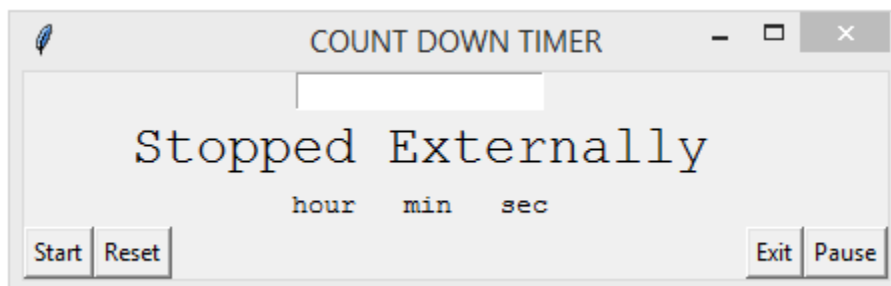 COUNT DOWN TIMER
Stopped Externally
hour min sec
Start Reset Exit Pause